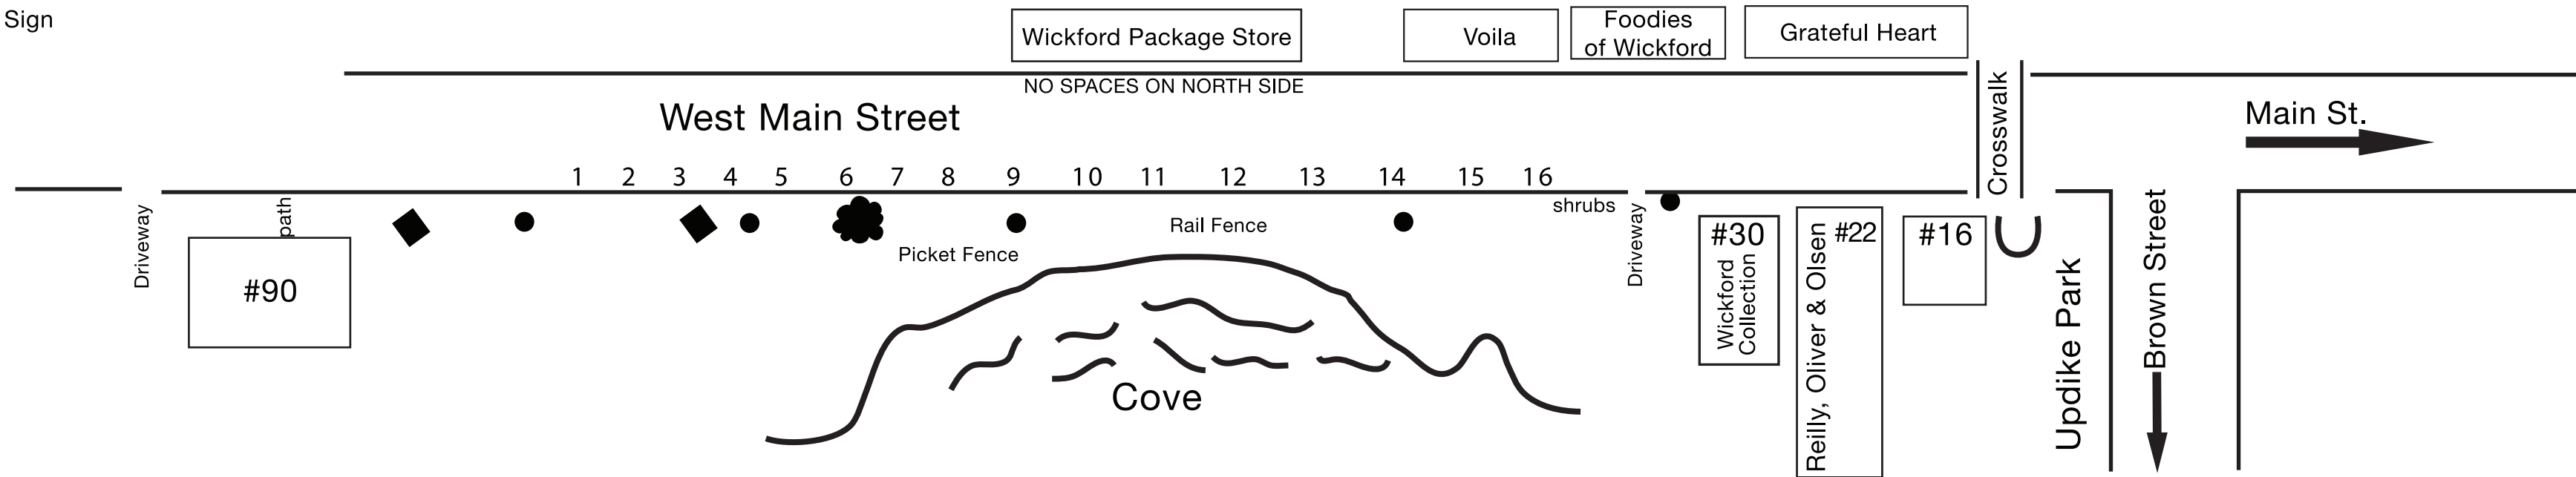 Sign
Wickford Package Store
Voila
Foodies
of Wickford
Grateful Heart
NO SPACES ON NORTH SIDE
West Main Street
Crosswalk
Main St.
1 2 3 4 5 6 7 8 9 10 11 12 13 14 15 16
Driveway
path
#90
Picket Fence
Rail Fence
shrubs
Driveway
#30
Wickford
Collection
#22
Reilly, Oliver & Olsen
#16
Updike Park
Brown Street
Cove